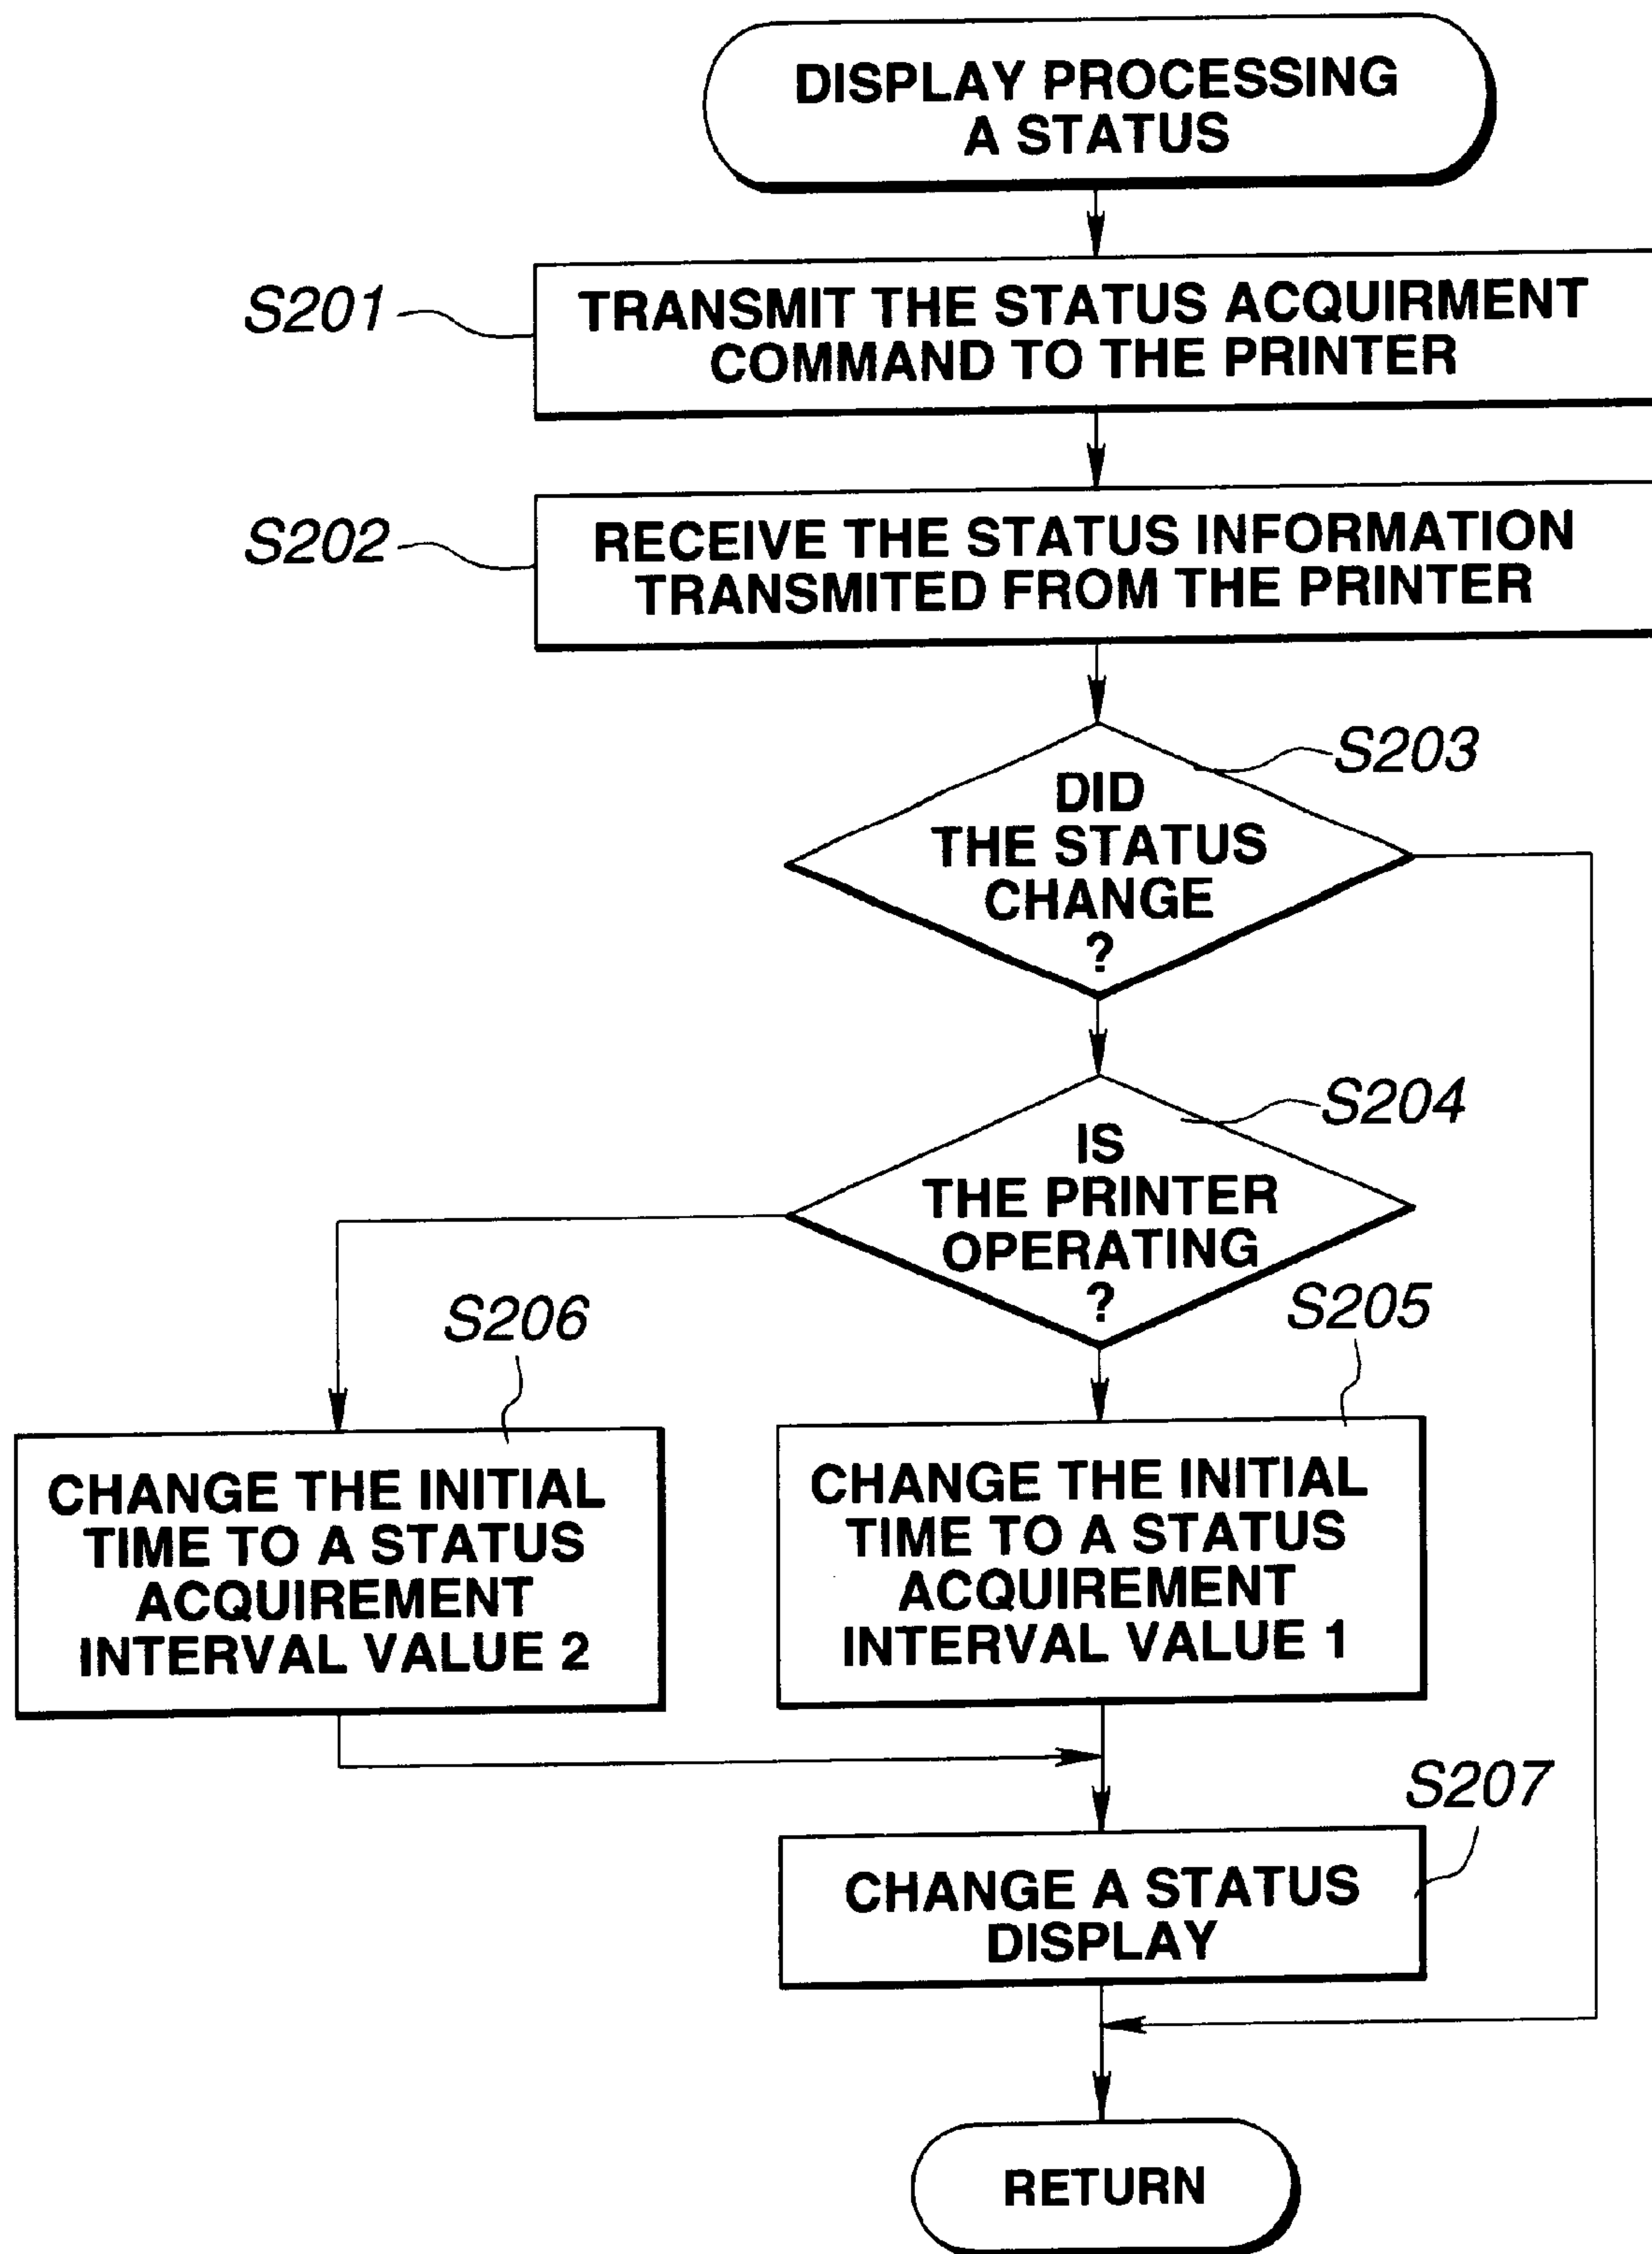 DISPLAY PROCESSING
A STATUS
S201
TRANSMIT THE STATUS ACQUIRMENT
COMMAND TO THE PRINTER
S202
RECEIVE THE STATUS INFORMATION
TRANSMITED FROM THE PRINTER
S203
DID
THE STATUS
CHANGE
?
S204
IS
THE PRINTER
OPERATING
?
S206
S205
CHANGE THE INITIAL
TIME TO A STATUS
ACQUIREMENT
INTERVAL VALUE 2
CHANGE THE INITIAL
TIME TO A STATUS
ACQUIREMENT
INTERVAL VALUE 1
S207
CHANGE A STATUS
DISPLAY
RETURN